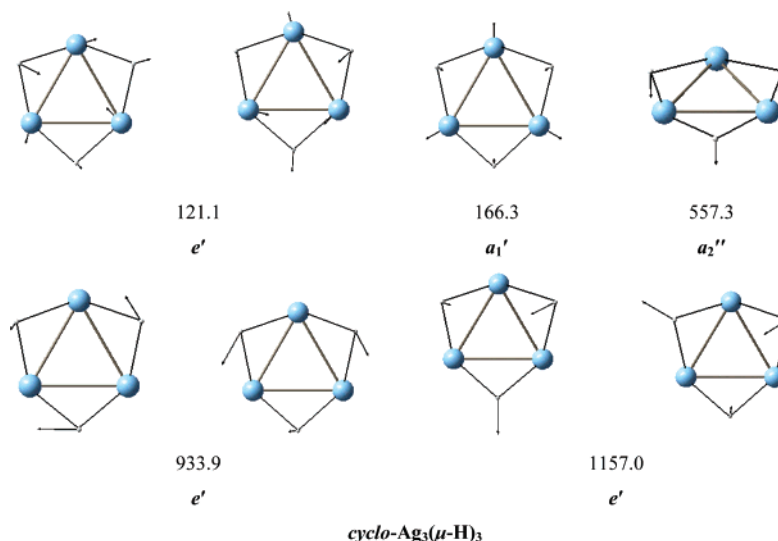 121.1 166.3 557.3
e′ a₁′ a₂″
933.9 1157.0
e′ e′
cyclo-Ag₃(μ-H)₃